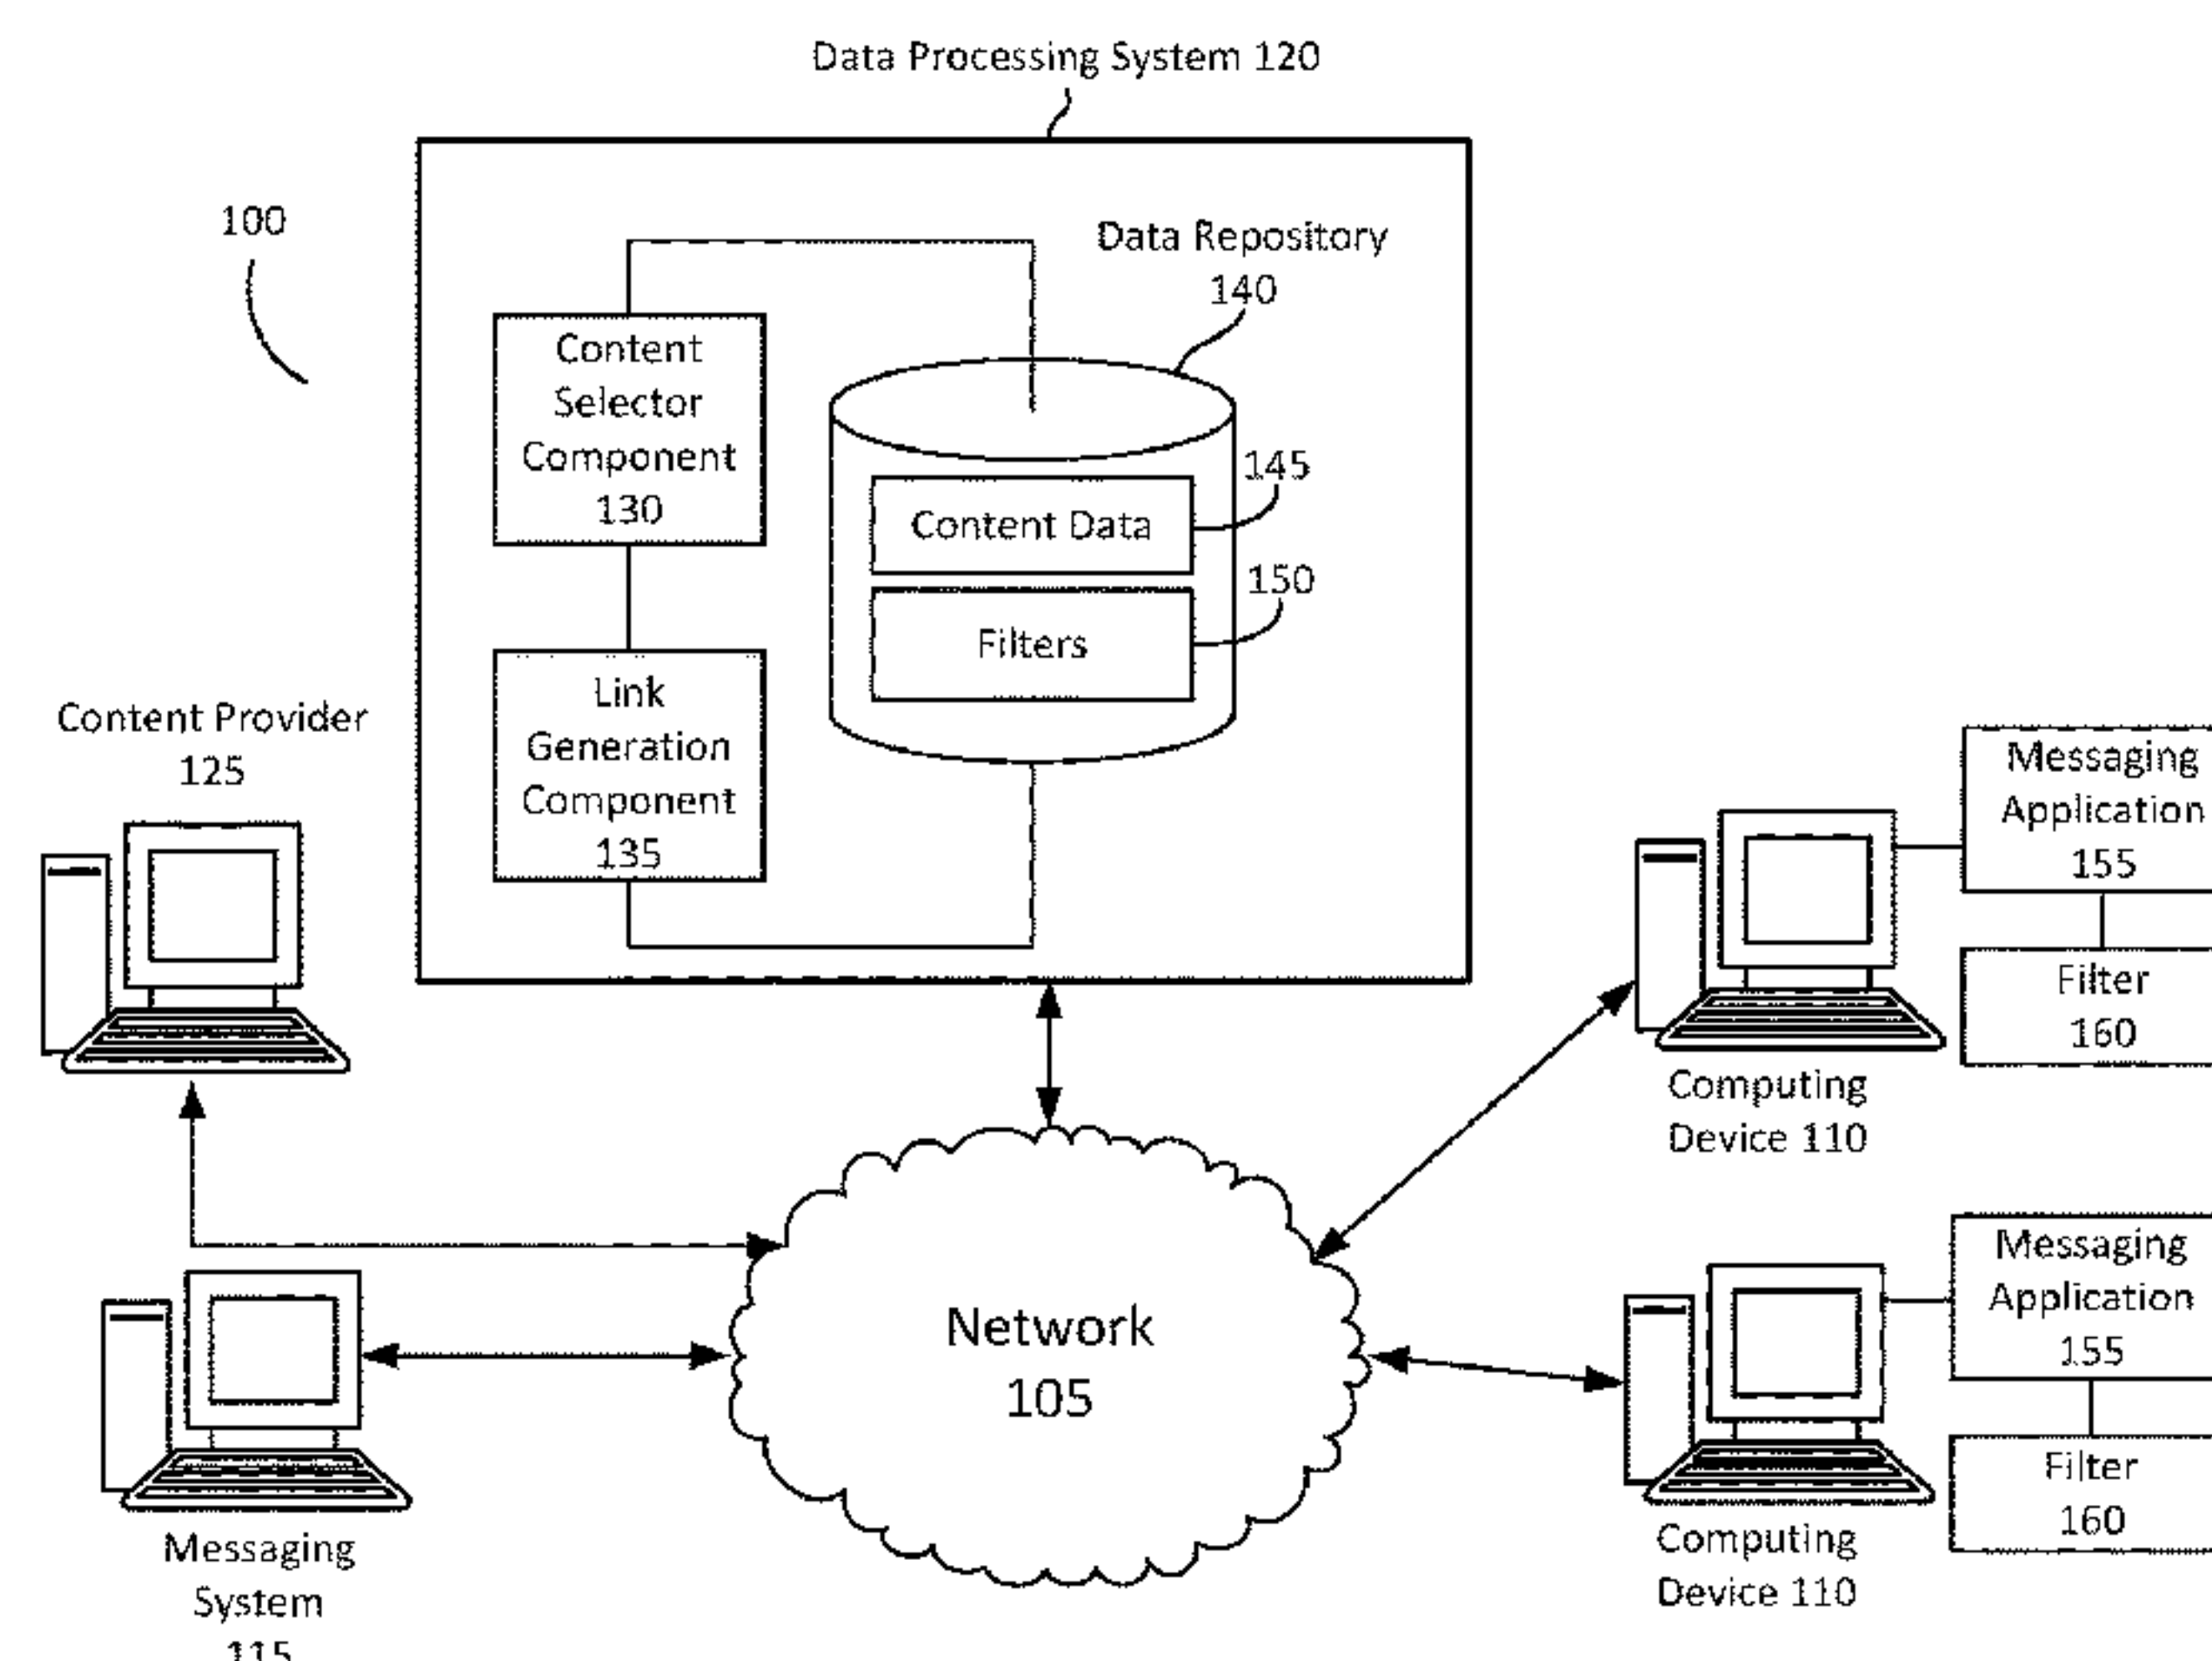 Data Processing System 120
100
Data Repository
140
Content
Selector
Component
130
145
Content Data
150
Filters
Link
Generation
Component
135
Content Provider
125
Messaging
Application
155
Filter
160
Computing
Device 110
Network
105
Messaging
Application
155
Filter
160
Computing
Device 110
Messaging
System
115